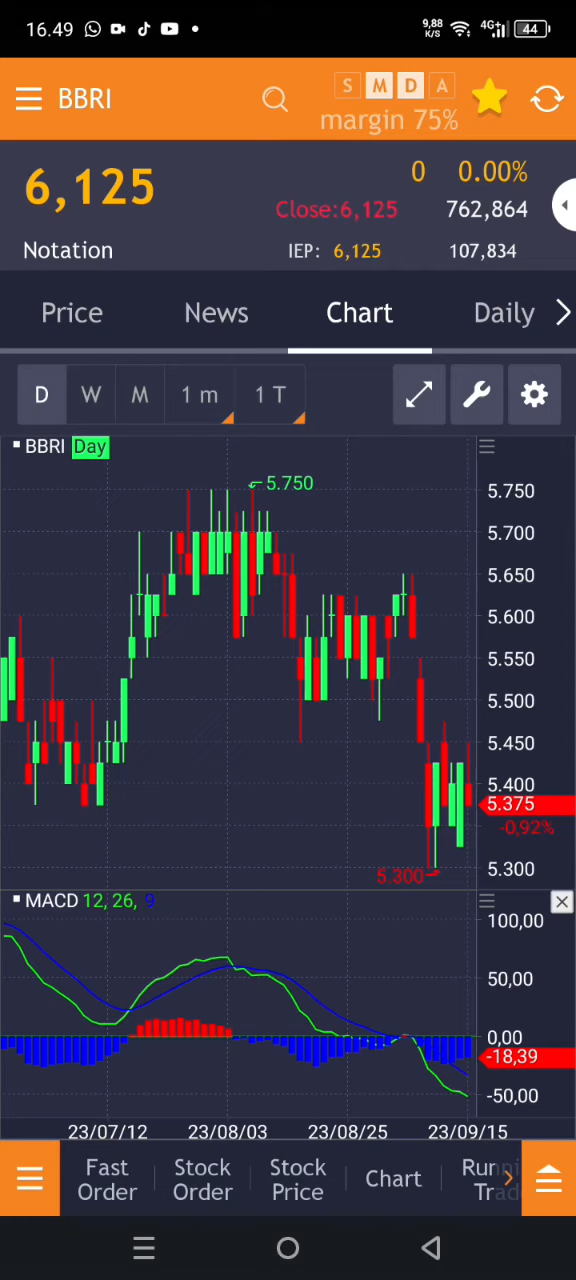 16.49
9,88 K/S 4G+ 44
BBRI
S M D A
margin 75%
6,125
0 0.00%
Close:6,125 762,864
Notation IEP: 6,125 107,834
Price News Chart Daily
D W M 1 m 1 T
BBRI Day
5.750
5.750
5.700
5.650
5.600
5.550
5.500
5.450
5.400
5.375
-0,92%
5.300
5.300
MACD 12, 26, 9
100,00
50,00
0,00
-18,39
-50,00
23/07/12 23/08/03 23/08/25 23/09/15
Fast Order
Stock Order
Stock Price
Chart